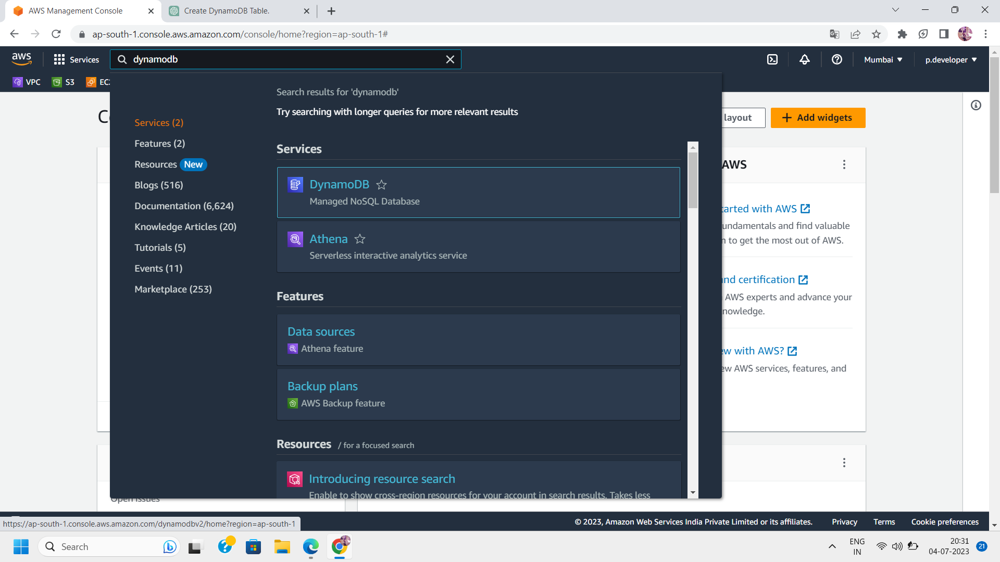 AWS Management Console
Create DynamoDB Table.
ap-south-1.console.aws.amazon.com/console/home?region=ap-south-1#
aws
Services
dynamodb
Mumbai
p.developer
VPC
S3
EC2
Search results for 'dynamodb'
Try searching with longer queries for more relevant results
Services (2)
Features (2)
Resources New
Blogs (516)
Documentation (6,624)
Knowledge Articles (20)
Tutorials (5)
Events (11)
Marketplace (253)
Services
DynamoDB
Managed NoSQL Database
Athena
Serverless interactive analytics service
Features
Data sources
Athena feature
Backup plans
AWS Backup feature
Resources / for a focused search
Introducing resource search
Enable to show cross-region resources for your account in search results. Takes less
layout
Add widgets
AWS
tarted with AWS
undamentals and find valuable
n to get the most out of AWS.
nd certification
AWS experts and advance your
nowledge.
ew with AWS?
ew AWS services, features, and
Open issues
https://ap-south-1.console.aws.amazon.com/dynamodbv2/home?region=ap-south-1
© 2023, Amazon Web Services India Private Limited or its affiliates.
Privacy
Terms
Cookie preferences
Search
ENG
IN
20:31
04-07-2023
21